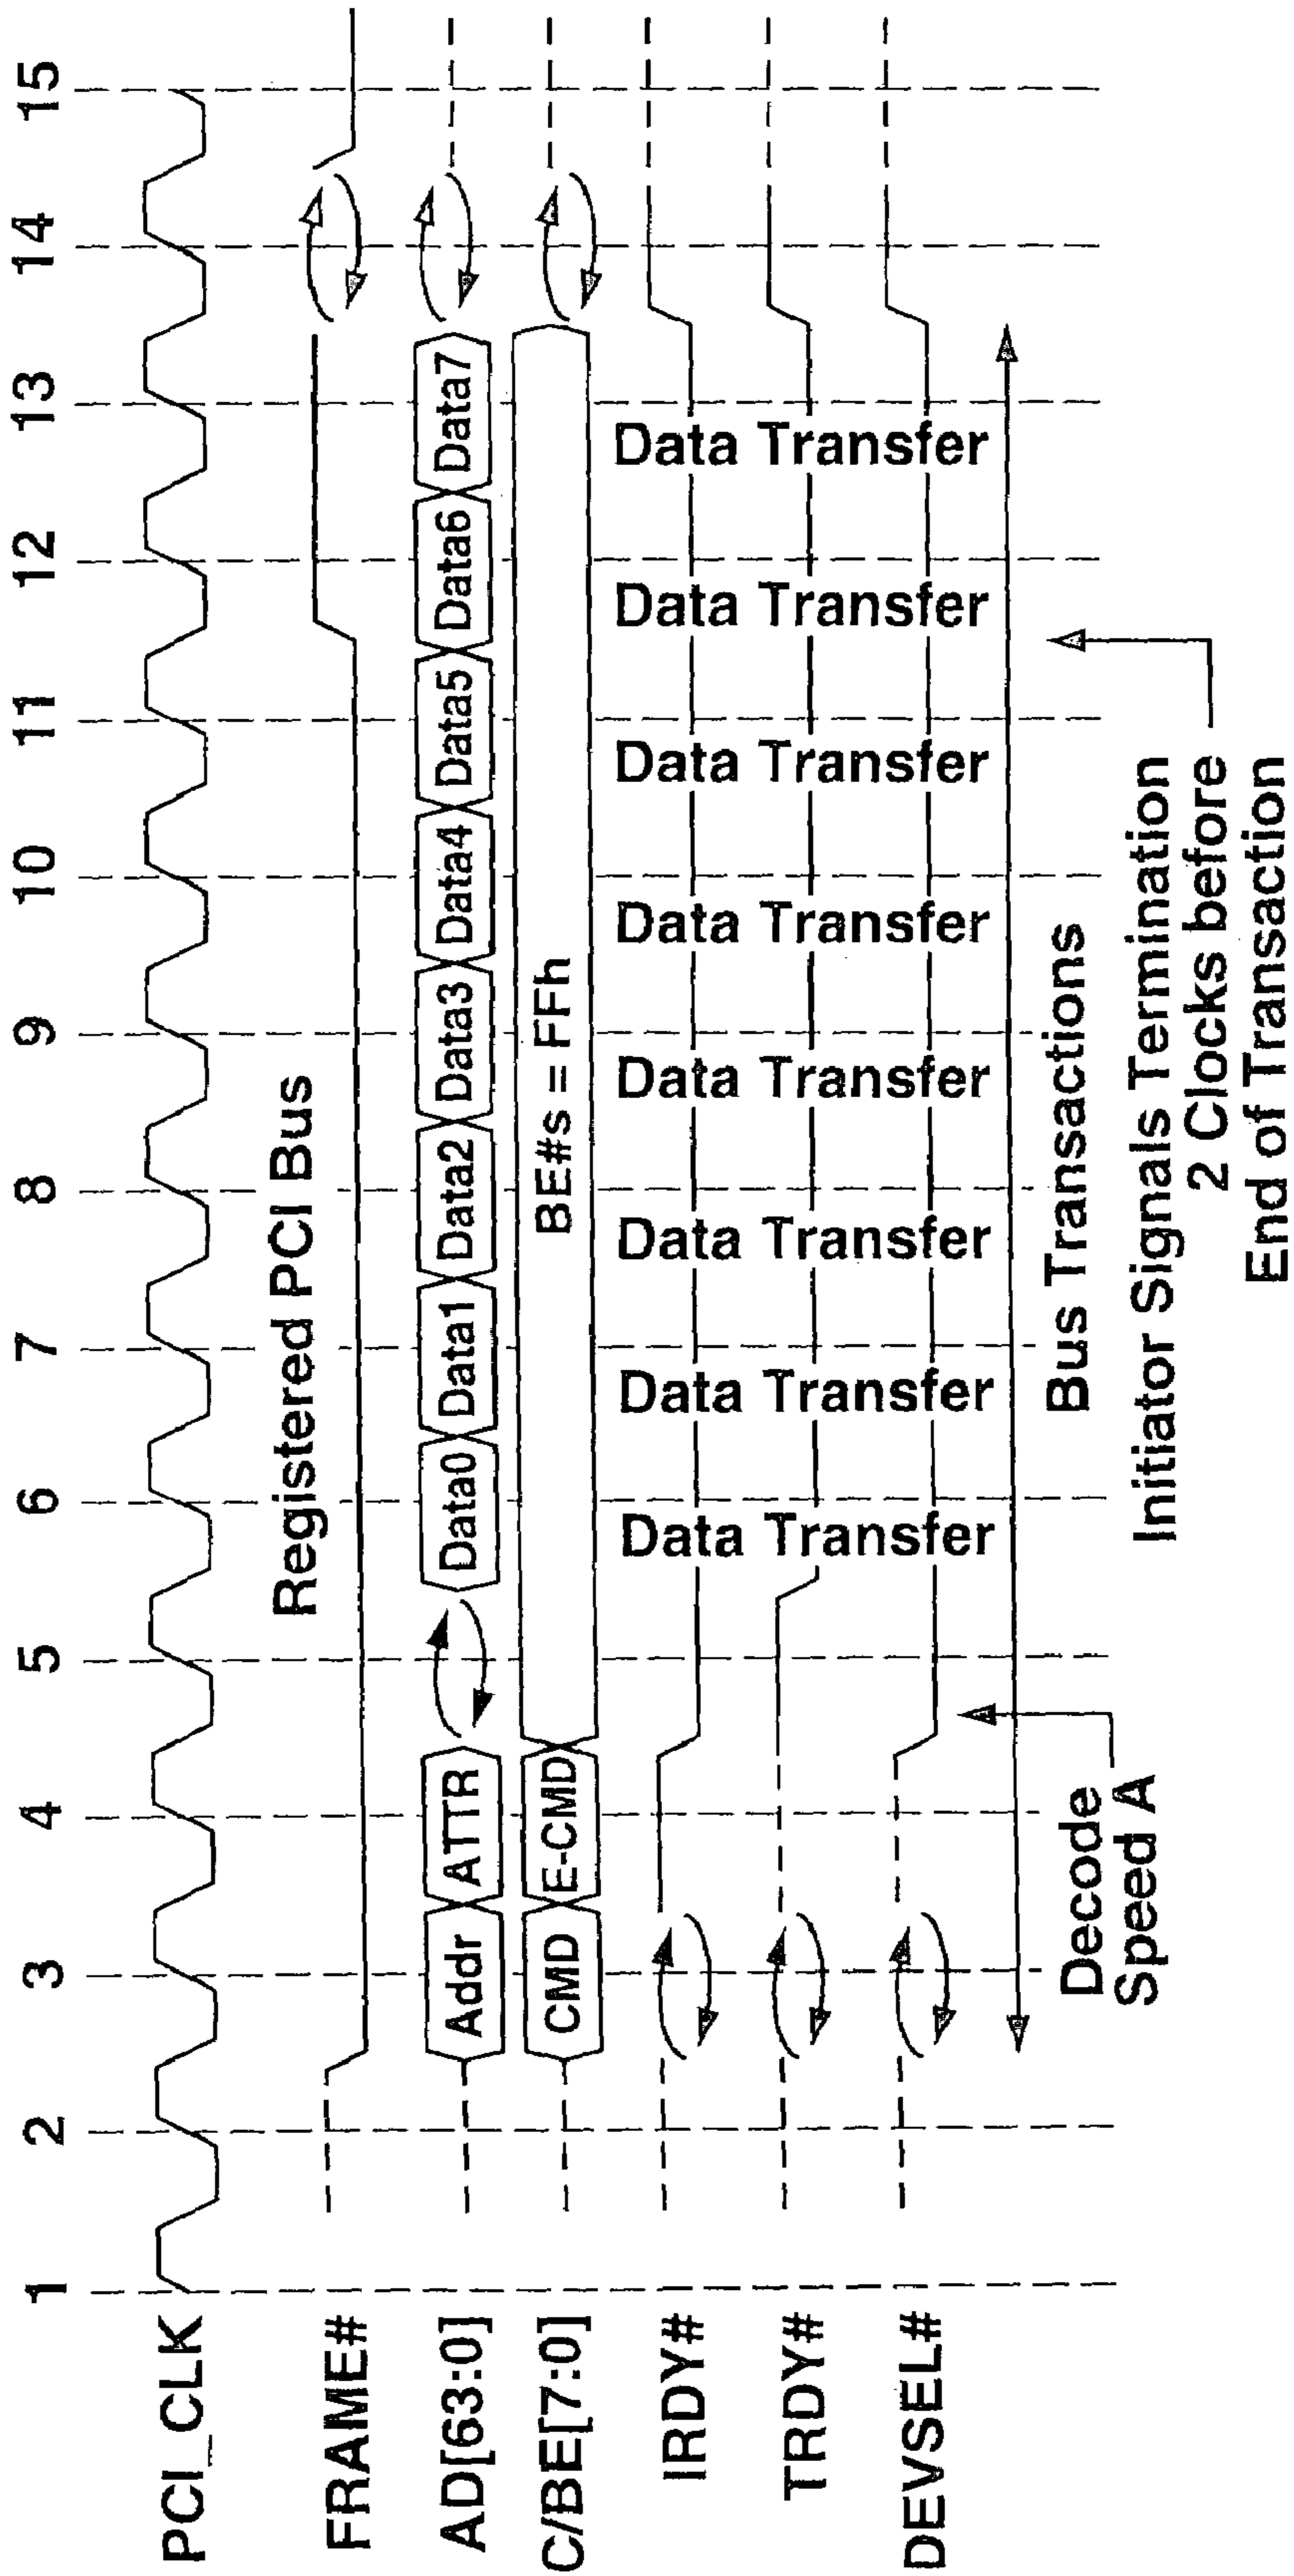 1 2 3 4 5 6 7 8 9 10 11 12 13 14 15
PCI_CLK
Registered PCI Bus
FRAME#
AD[63:0] Addr ATTR Data0 Data1 Data2 Data3 Data4 Data5 Data6 Data7
C/BE[7:0] CMD E-CMD BE#s = FFh
IRDY#
TRDY#
DEVSEL#
Data Transfer
Data Transfer
Data Transfer
Data Transfer
Data Transfer
Data Transfer
Data Transfer
Data Transfer
Decode
Speed A
Bus Transactions
Initiator Signals Termination
2 Clocks before
End of Transaction